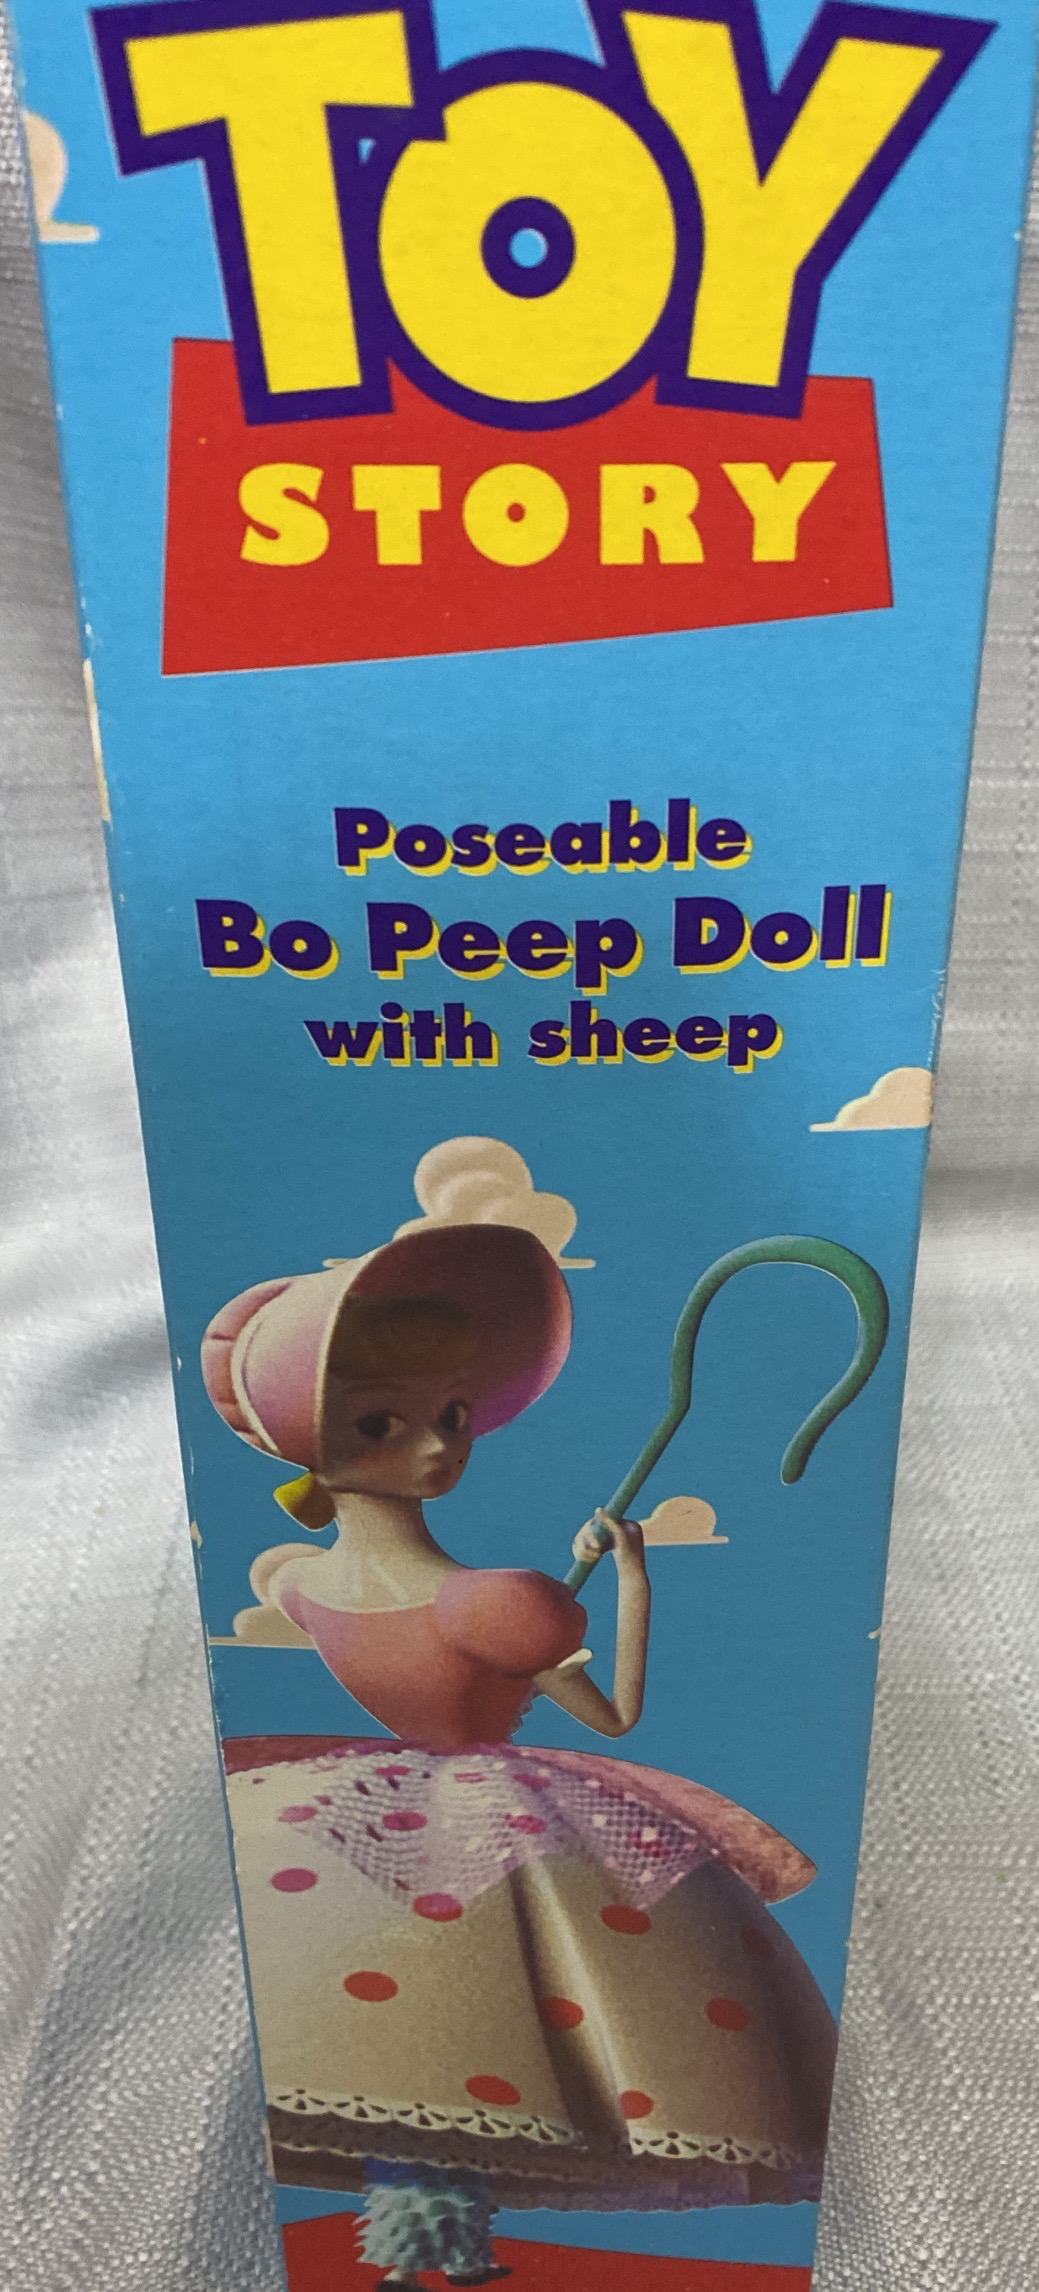 TOY
STORY
Poseable
Bo Peep Doll
with sheep